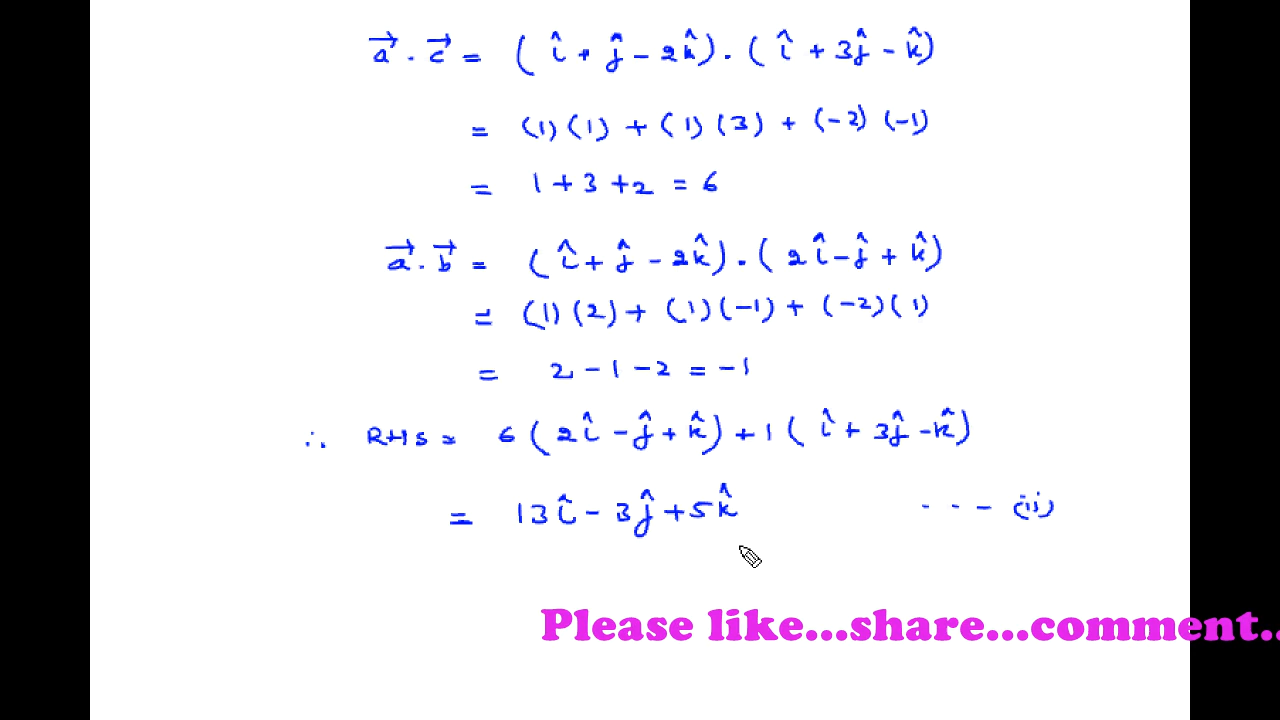 a⃗ . c⃗ = ( î + ĵ - 2k̂ ) . ( î + 3ĵ - k̂ )
= (1) (1) + (1) (3) + (-2) (-1)
= 1 + 3 + 2 = 6
a⃗ . b⃗ = ( î + ĵ - 2k̂ ) . ( 2î - ĵ + k̂ )
= (1) (2) + (1) (-1) + (-2) (1)
= 2 - 1 - 2 = -1
∴ RHS = 6 ( 2î - ĵ + k̂ ) + 1 ( î + 3ĵ - k̂ )
= 13î - 3ĵ + 5k̂ - - - (ii)
Please like...share...comment..